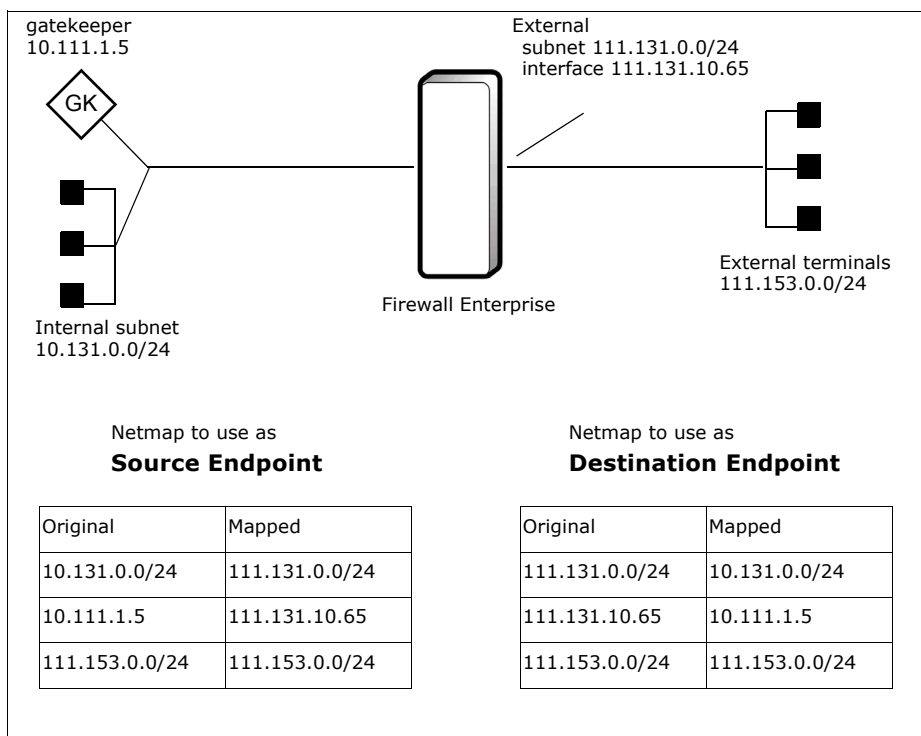 gatekeeper
10.111.1.5
GK
External
subnet 111.131.0.0/24
interface 111.131.10.65
External terminals
111.153.0.0/24
Firewall Enterprise
Internal subnet
10.131.0.0/24
Netmap to use as
Source Endpoint
Original Mapped
10.131.0.0/24 111.131.0.0/24
10.111.1.5 111.131.10.65
111.153.0.0/24 111.153.0.0/24
Netmap to use as
Destination Endpoint
Original Mapped
111.131.0.0/24 10.131.0.0/24
111.131.10.65 10.111.1.5
111.153.0.0/24 111.153.0.0/24